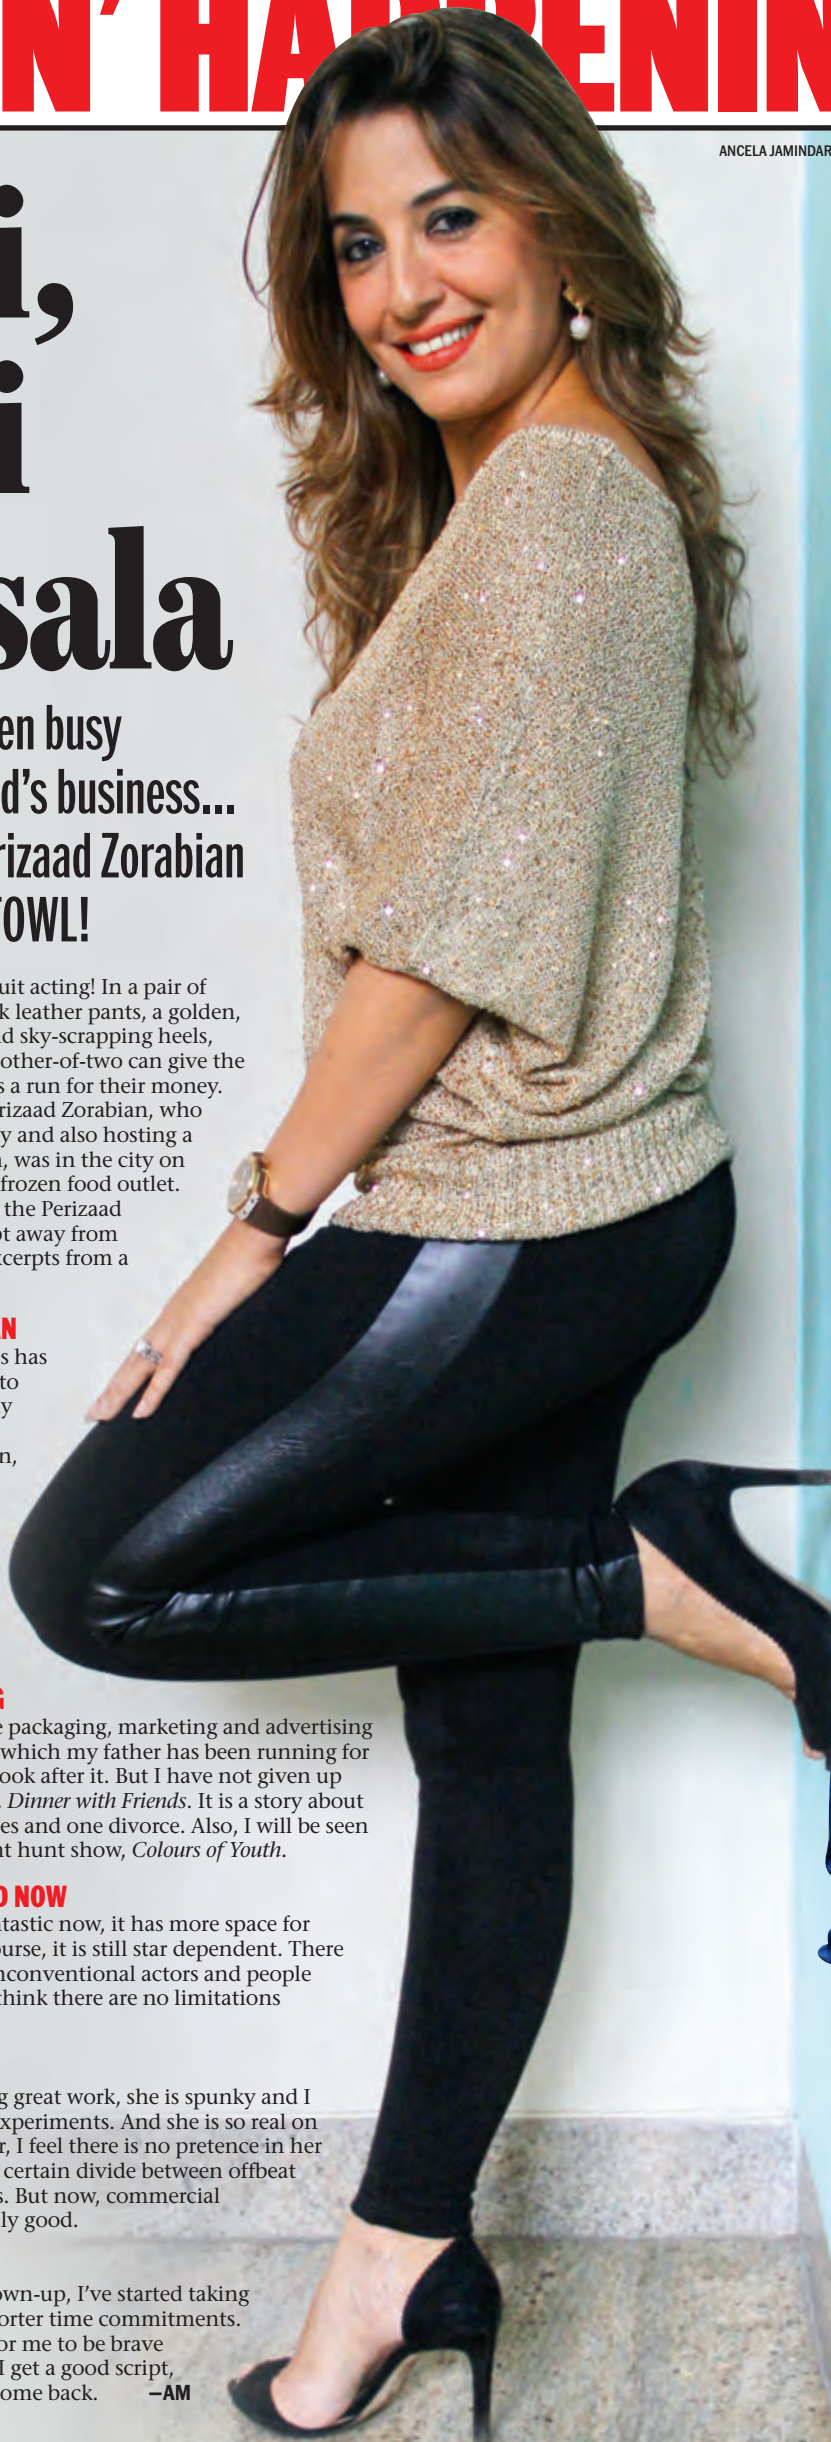 N' HAPPENIN
ANCELA JAMINDAR
i,
i
sala
en busy
d's business...
rizaad Zorabian
OWL!
uit acting! In a pair of
k leather pants, a golden,
d sky-scrapping heels,
other-of-two can give the
s a run for their money.
rizaad Zorabian, who
y and also hosting a
, was in the city on
frozen food outlet.
the Perizaad
pt away from
xcerpts from a
EN
s has
to
y
n,
G
e packaging, marketing and advertising
which my father has been running for
ook after it. But I have not given up
Dinner with Friends. It is a story about
es and one divorce. Also, I will be seen
nt hunt show, Colours of Youth.
D NOW
ntastic now, it has more space for
ourse, it is still star dependent. There
nconventional actors and people
think there are no limitations
g great work, she is spunky and I
xperiments. And she is so real on
r, I feel there is no pretence in her
certain divide between offbeat
s. But now, commercial
ly good.
own-up, I've started taking
orter time commitments.
or me to be brave
I get a good script,
ome back. –AM